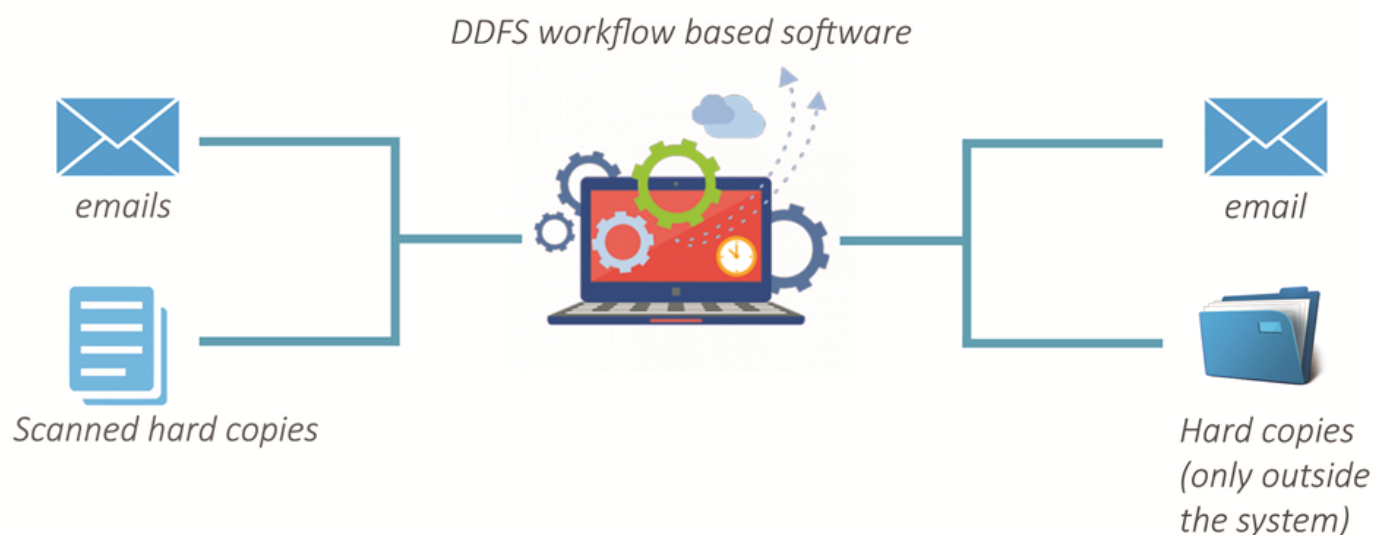 DDFS workflow based software
emails
email
Scanned hard copies
Hard copies
(only outside
the system)